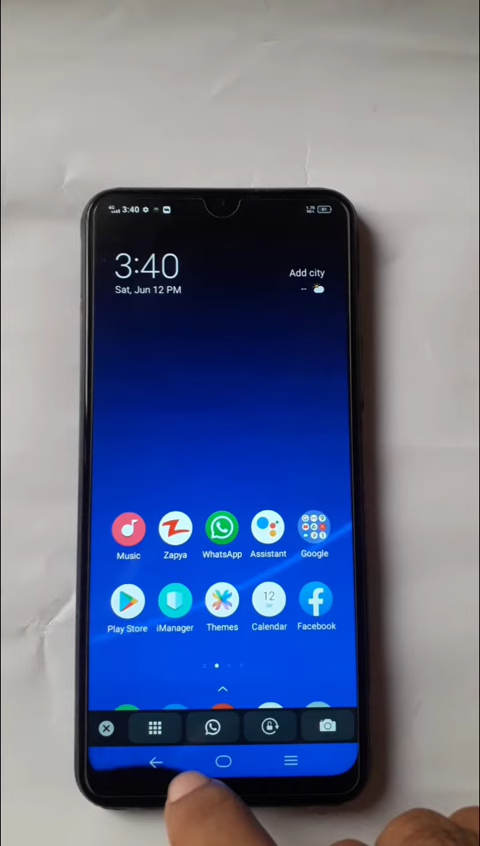 3:40
3:40
Sat, Jun 12 PM
Add city
--
Music Zapya WhatsApp Assistant Google
12
Play Store iManager Themes Calendar Facebook